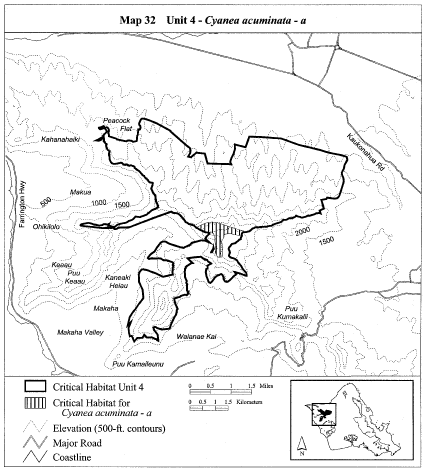 Map 32 Unit 4 - Cyanea acuminata - a
Peacock
Flat
Kahanahaiki
Kaukonahua Rd
Makua
500
1000
1500
Farrington Hwy
Ohikilolo
2000
1500
Keaau
Puu
Keaau
Kaneaki
Heiau
Makaha
Puu
Kumakalii
Makaha Valley
Waianae Kai
Puu Kamaileunu
Critical Habitat Unit 4
Critical Habitat for
Cyanea acuminata - a
Elevation (500-ft. contours)
Major Road
Coastline
0 0.5 1 1.5 Miles
0 0.5 1 1.5 Kilometers
N